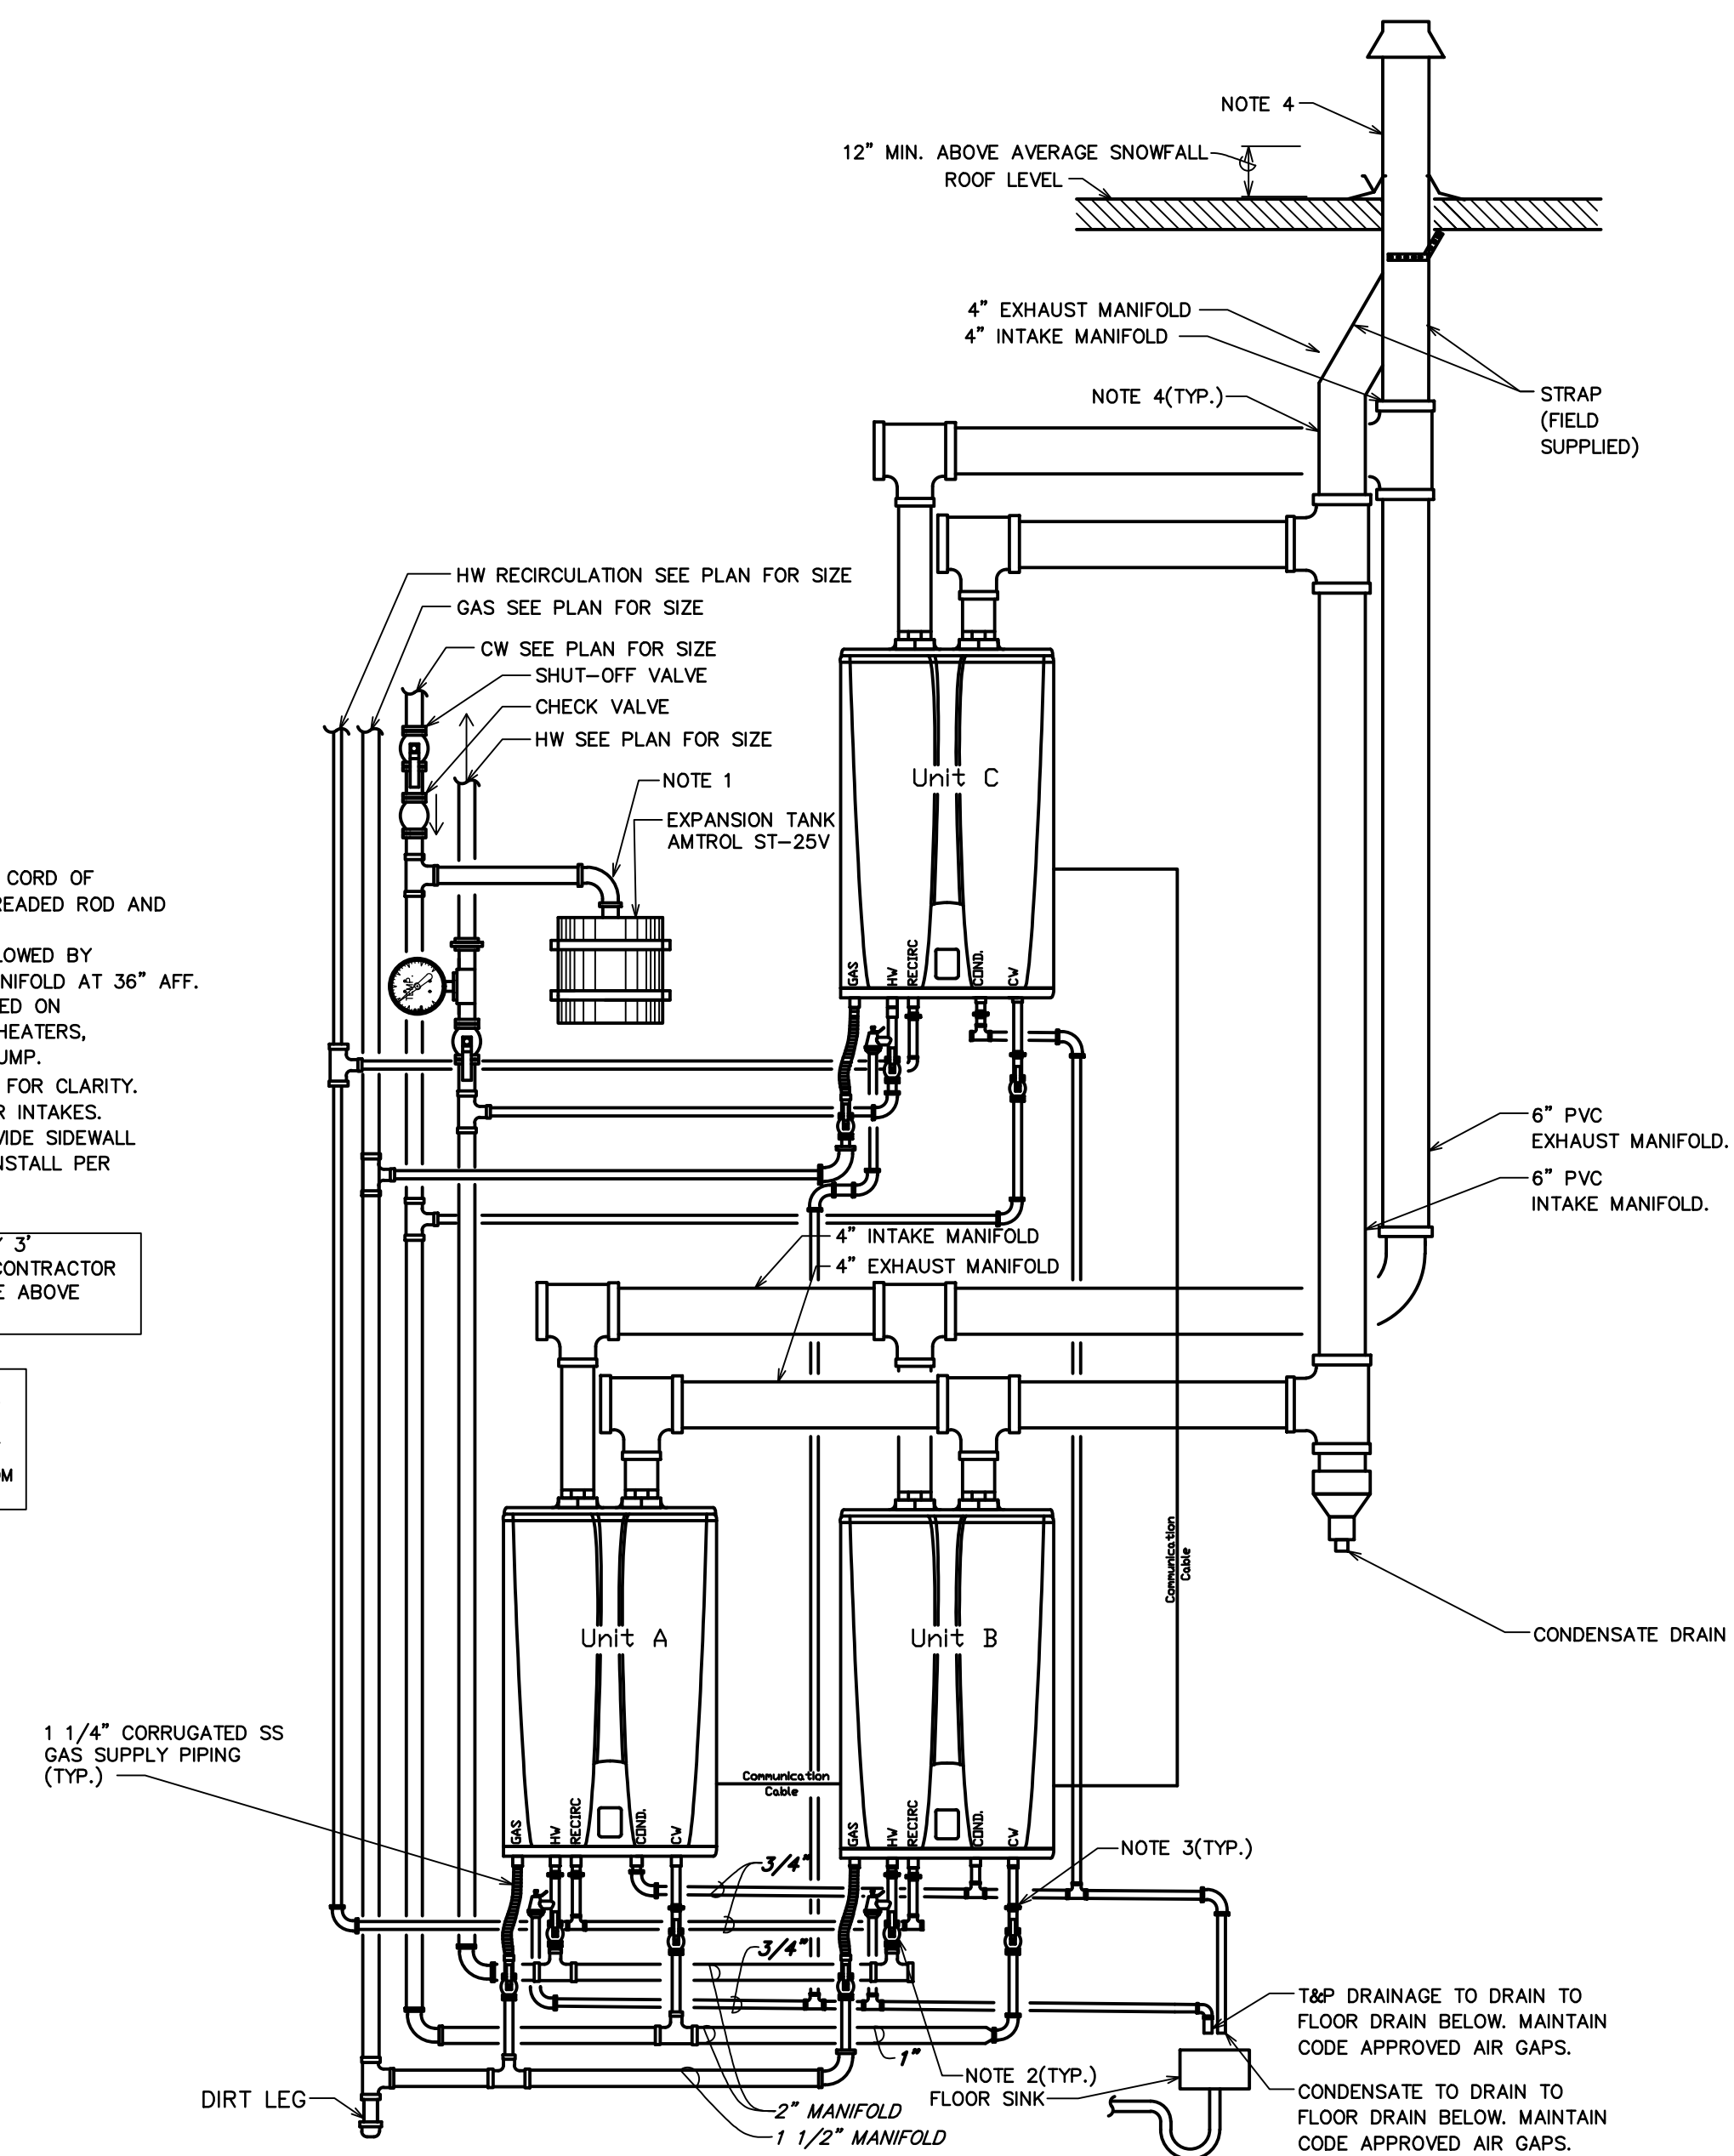 NOTE 4
12" MIN. ABOVE AVERAGE SNOWFALL
ROOF LEVEL
4" EXHAUST MANIFOLD
4" INTAKE MANIFOLD
NOTE 4(TYP.)
STRAP
(FIELD
SUPPLIED)
HW RECIRCULATION SEE PLAN FOR SIZE
GAS SEE PLAN FOR SIZE
CW SEE PLAN FOR SIZE
SHUT-OFF VALVE
CHECK VALVE
HW SEE PLAN FOR SIZE
NOTE 1
EXPANSION TANK
AMTROL ST-25V
TEMP.
Unit C
GAS
HW
RECIRC
COND.
CW
CORD OF
READED ROD AND
LOWED BY
NIFOLD AT 36" AFF.
ED ON
HEATERS,
UMP.
FOR CLARITY.
R INTAKES.
VIDE SIDEWALL
NSTALL PER
3'
CONTRACTOR
E ABOVE
OM
6" PVC
EXHAUST MANIFOLD.
6" PVC
INTAKE MANIFOLD.
4" INTAKE MANIFOLD
4" EXHAUST MANIFOLD
Communication
Cable
CONDENSATE DRAIN
Unit A
GAS
HW
RECIRC
COND.
CW
Communication
Cable
Unit B
GAS
HW
RECIRC
COND.
CW
1 1/4" CORRUGATED SS
GAS SUPPLY PIPING
(TYP.)
NOTE 3(TYP.)
3/4"
3/4"
1"
NOTE 2(TYP.)
FLOOR SINK
DIRT LEG
2" MANIFOLD
1 1/2" MANIFOLD
T&P DRAINAGE TO DRAIN TO
FLOOR DRAIN BELOW. MAINTAIN
CODE APPROVED AIR GAPS.
CONDENSATE TO DRAIN TO
FLOOR DRAIN BELOW. MAINTAIN
CODE APPROVED AIR GAPS.